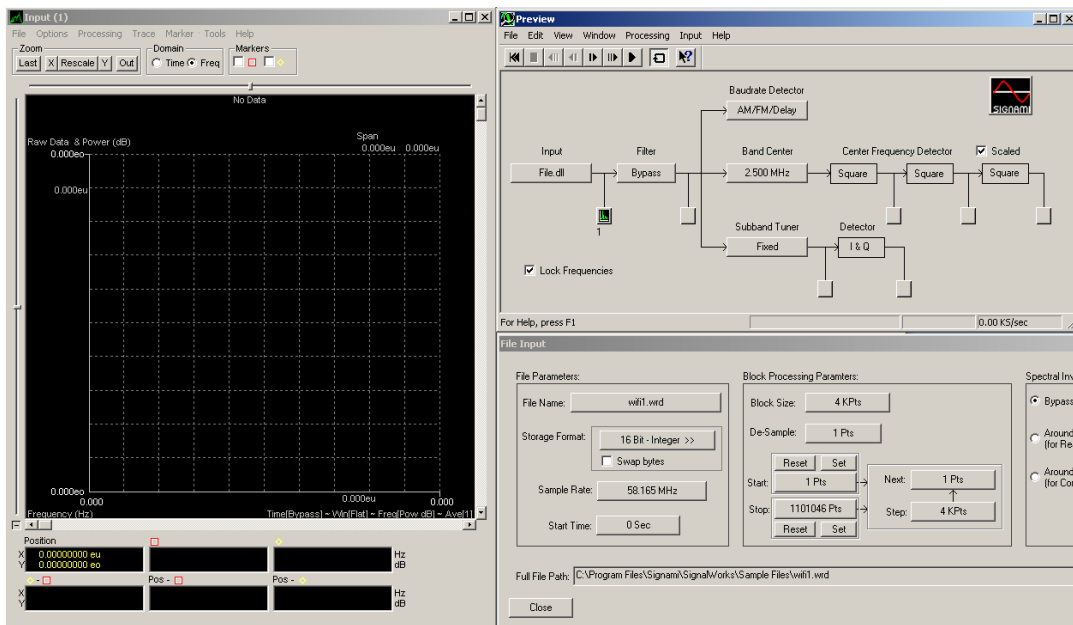 Input (1)
File Options Processing Trace Marker Tools Help
Zoom
Last X Rescale Y Out
Domain
Time Freq
Markers
No Data
Raw Data & Power (dB)
Span
0.000eo
0.000eu 0.000eu
0.000eu
0.000eo
0.000eu
0.000 0.000
Frequency (Hz) Time[Bypass] ~ Win[Flat] ~ Freq[Pow dB] ~ Ave[1]
Position
X 0.00000000 eu Hz
Y 0.00000000 eo dB
- Pos - Pos -
X Hz
Y dB
Preview
File Edit View Window Processing Input Help
Baudrate Detector
AM/FM/Delay
SIGNAMI
Input Filter Band Center Center Frequency Detector Scaled
File.dll Bypass 2.500 MHz Square Square Square
1
Subband Tuner Detector
Fixed I & Q
Lock Frequencies
For Help, press F1 0.00 KS/sec
File Input
File Parameters:
File Name: wifi1.wrd
Storage Format: 16 Bit - Integer >>
Swap bytes
Sample Rate: 58.165 MHz
Start Time: 0 Sec
Block Processing Paramters:
Block Size: 4 KPts
De-Sample: 1 Pts
Reset Set
Start: 1 Pts
Stop: 1101046 Pts
Reset Set
Next: 1 Pts
Step: 4 KPts
Spectral Inv
Bypass
Around
(for Re
Around
(for Cor
Full File Path: C:\Program Files\Signami\SignalWorks\Sample Files\wifi1.wrd
Close